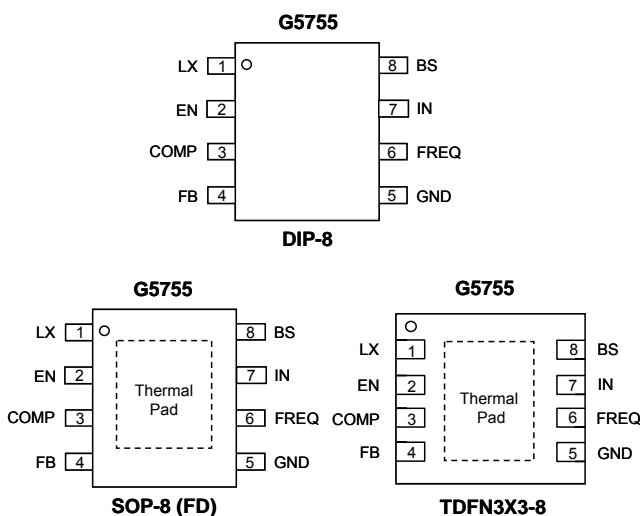 G5755
LX 1 8 BS
EN 2 7 IN
COMP 3 6 FREQ
FB 4 5 GND
DIP-8
G5755
LX 1 8 BS
EN 2 7 IN
COMP 3 6 FREQ
FB 4 5 GND
Thermal
Pad
SOP-8 (FD)
G5755
LX 1 8 BS
EN 2 7 IN
COMP 3 6 FREQ
FB 4 5 GND
Thermal
Pad
TDFN3X3-8